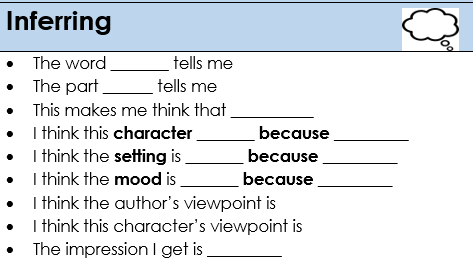 Inferring
• The word _______ tells me
• The part ______ tells me
• This makes me think that __________
• I think this character _______ because _________
• I think the setting is _______ because _________
• I think the mood is _______ because _________
• I think the author's viewpoint is
• I think this character's viewpoint is
• The impression I get is _________